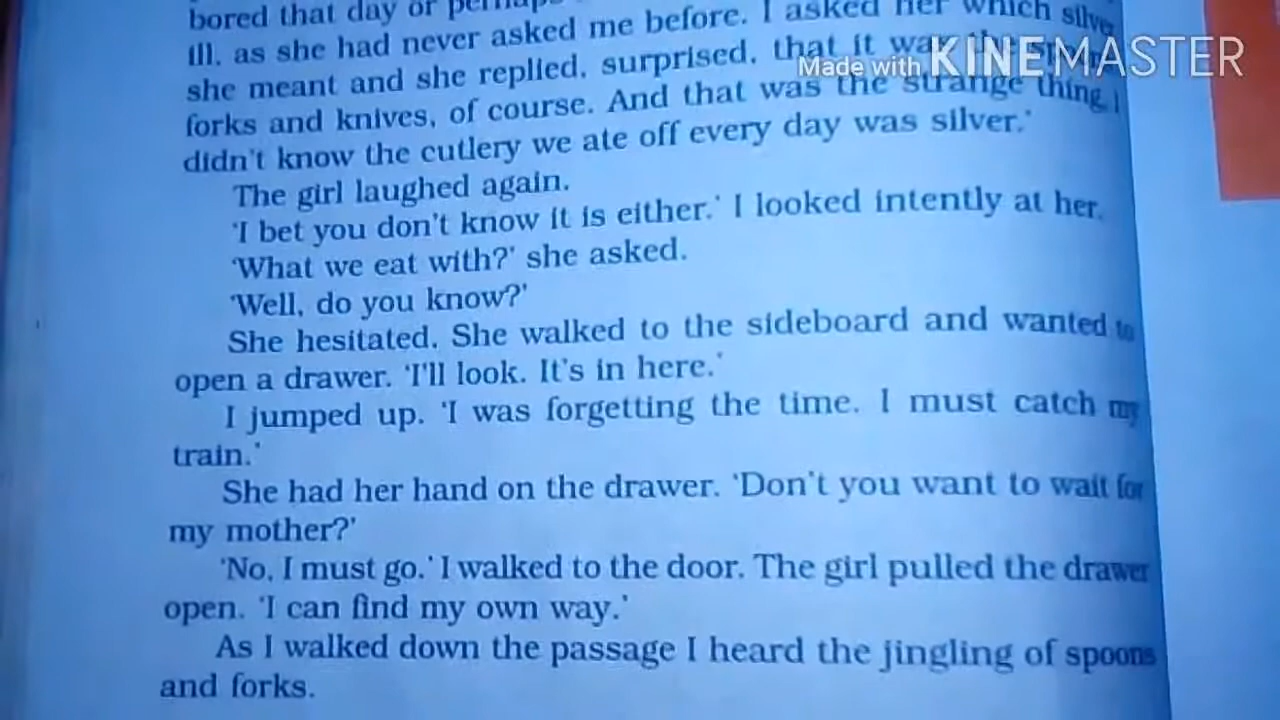 bored that day or
ill, as she had never asked me before. I asked her which silver
she meant and she replied, surprised, that it was the
Made with KINEMASTER
forks and knives, of course. And that was the strange thing, I
didn't know the cutlery we ate off every day was silver.'
The girl laughed again.
'I bet you don't know it is either.' I looked intently at her.
'What we eat with?' she asked.
'Well, do you know?'
She hesitated. She walked to the sideboard and wanted to
open a drawer. 'I'll look. It's in here.'
I jumped up. 'I was forgetting the time. I must catch my
train.'
She had her hand on the drawer. 'Don't you want to wait for
my mother?'
'No, I must go.' I walked to the door. The girl pulled the drawer
open. 'I can find my own way.'
As I walked down the passage I heard the jingling of spoons
and forks.